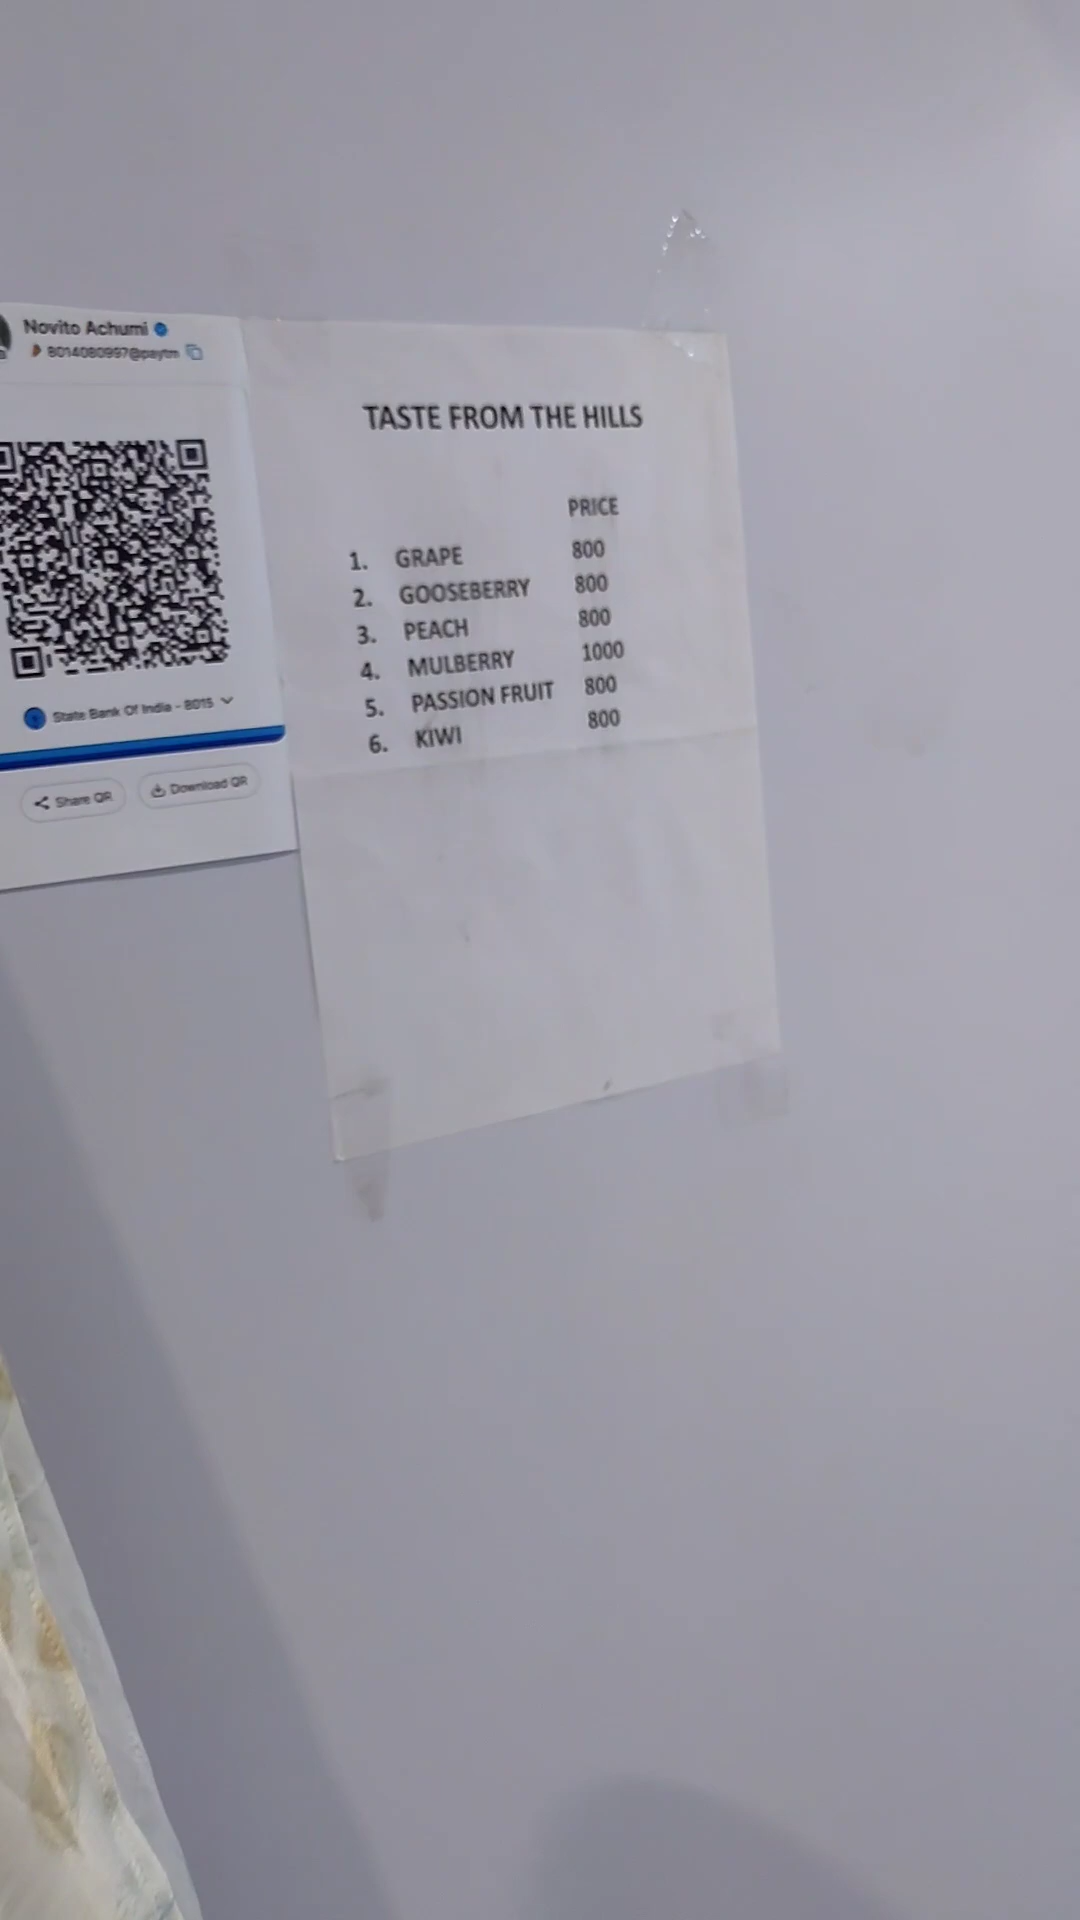 Novito Achumi
8014080997@paytm
State Bank Of India - 8015
Share QR
Download QR
TASTE FROM THE HILLS
PRICE
1. GRAPE 800
2. GOOSEBERRY 800
3. PEACH 800
4. MULBERRY 1000
5. PASSION FRUIT 800
6. KIWI 800